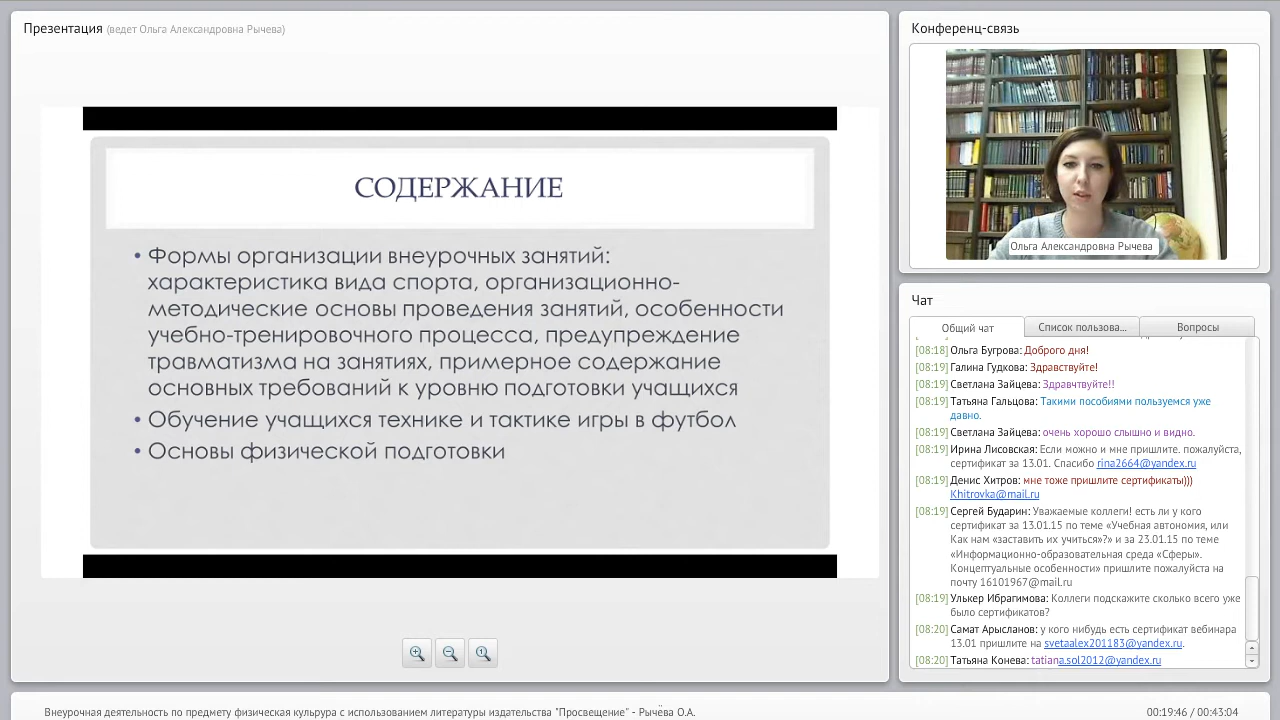 Презентация (ведет Ольга Александровна Рычева)
СОДЕРЖАНИЕ
• Формы организации внеурочных занятий:
характеристика вида спорта, организационно-
методические основы проведения занятий, особенности
учебно-тренировочного процесса, предупреждение
травматизма на занятиях, примерное содержание
основных требований к уровню подготовки учащихся
• Обучение учащихся технике и тактике игры в футбол
• Основы физической подготовки
Конференц-связь
Ольга Александровна Рычева
Чат
Общий чат
Список пользова...
Вопросы
[08:18] Ольга Бугрова: Доброго дня!
[08:19] Галина Гудкова: Здравствуйте!
[08:19] Светлана Зайцева: Здравчтвуйте!!
[08:19] Татьяна Гальцова: Такими пособиями пользуемся уже
давно.
[08:19] Светлана Зайцева: очень хорошо слышно и видно.
[08:19] Ирина Лисовская: Если можно и мне пришлите. пожалуйста,
сертификат за 13.01. Спасибо rina2664@yandex.ru
[08:19] Денис Хитров: мне тоже пришлите сертификаты)))
Khitrovka@mail.ru
[08:19] Сергей Бударин: Уважаемые коллеги! есть ли у кого
сертификат за 13.01.15 по теме «Учебная автономия, или
Как нам «заставить их учиться»?» и за 23.01.15 по теме
«Информационно-образовательная среда «Сферы».
Концептуальные особенности» пришлите пожалуйста на
почту 16101967@mail.ru
[08:19] Улькер Ибрагимова: Коллеги подскажите сколько всего уже
было сертификатов?
[08:20] Самат Арысланов: у кого нибудь есть сертификат вебинара
13.01 пришлите на svetaalex201183@yandex.ru.
[08:20] Татьяна Конева: tatiana.sol2012@yandex.ru
Внеурочная деятельность по предмету физическая кульрура с использованием литературы издательства "Просвещение" - Рычёва О.А.
00:19:46 / 00:43:04